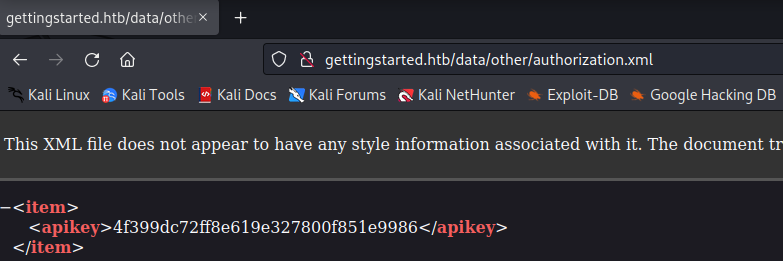 gettingstarted.htb/data/othe
gettingstarted.htb/data/other/authorization.xml
Kali Linux Kali Tools Kali Docs Kali Forums Kali NetHunter Exploit-DB Google Hacking DB
This XML file does not appear to have any style information associated with it. The document tr
−<item>
<apikey>4f399dc72ff8e619e327800f851e9986</apikey>
</item>